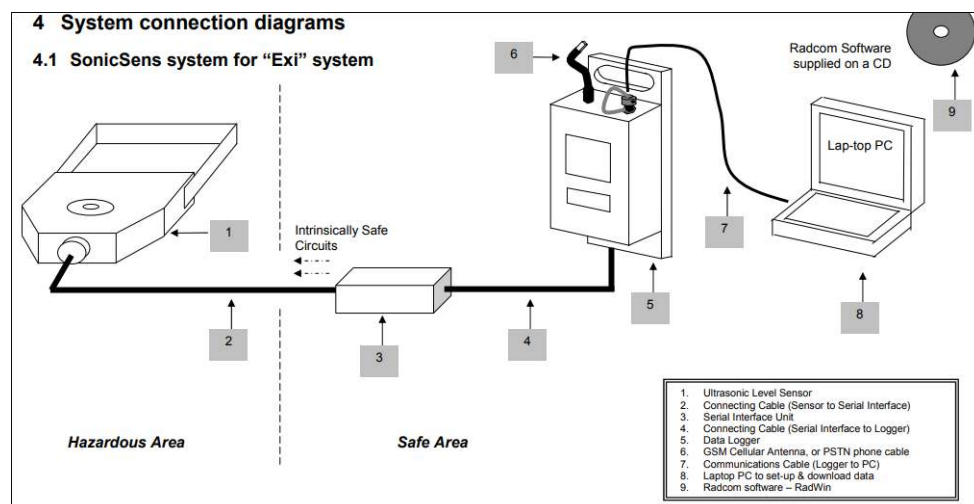 4 System connection diagrams
4.1 SonicSens system for “Exi” system
6
Radcom Software
supplied on a CD
9
Lap-top PC
1
Intrinsically Safe
Circuits
7
5
8
2
3
4
Hazardous Area
Safe Area
1. Ultrasonic Level Sensor
2. Connecting Cable (Sensor to Serial Interface)
3. Serial Interface Unit
4. Connecting Cable (Serial Interface to Logger)
5. Data Logger
6. GSM Cellular Antenna, or PSTN phone cable
7. Communications Cable (Logger to PC)
8. Laptop PC to set-up & download data
9. Radcom software – RadWin